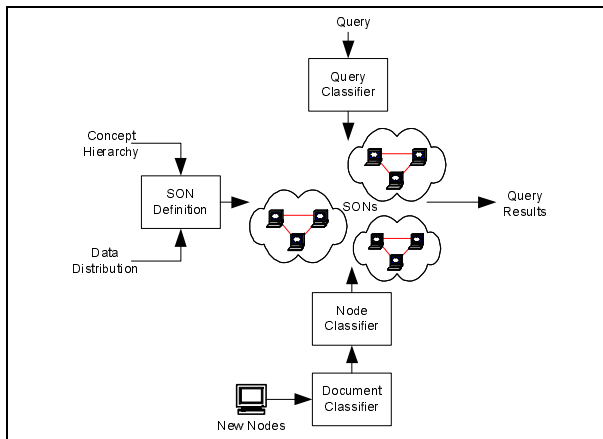 Query
Query
Classifier
Concept
Hierarchy
SON
Definition
SONs
Query
Results
Data
Distribution
Node
Classifier
Document
Classifier
New Nodes